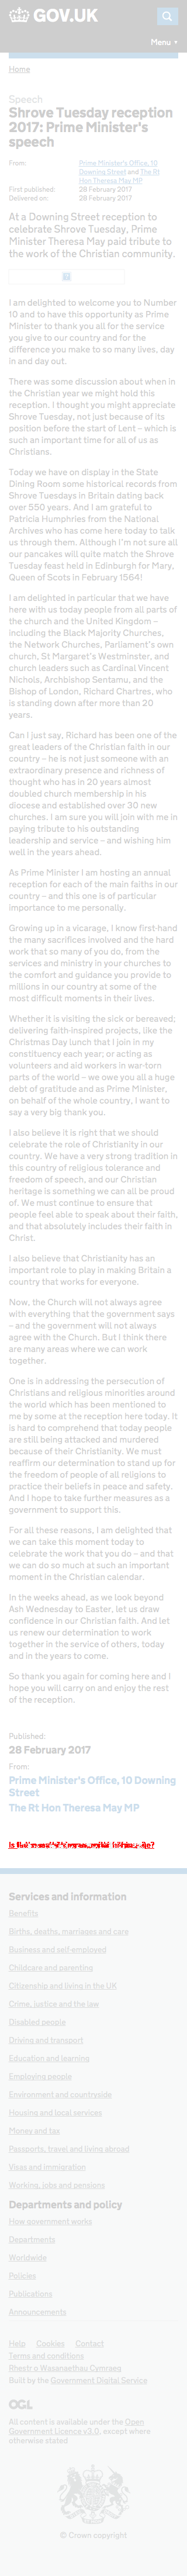 GOV.UK
Menu
Home
Speech
Shrove Tuesday reception
2017: Prime Minister's
speech
From:
Prime Minister's Office, 10
Downing Street and The Rt
Hon Theresa May MP
First published:
28 February 2017
Delivered on:
28 February 2017
At a Downing Street reception to
celebrate Shrove Tuesday, Prime
Minister Theresa May paid tribute to
the work of the Christian community.
I am delighted to welcome you to Number
10 and to have this opportunity as Prime
Minister to thank you all for the service
you give to our country and for the
difference you make to so many lives, day
in and day out.
There was some discussion about when in
the Christian year we might hold this
reception. I thought you might appreciate
Shrove Tuesday, not just because of its
position before the start of Lent – which is
such an important time for all of us as
Christians.
Today we have on display in the State
Dining Room some historical records from
Shrove Tuesdays in Britain dating back
over 550 years. And I am grateful to
Patricia Humphries from the National
Archives who has come here today to talk
us through them. Although I'm not sure all
our pancakes will quite match the Shrove
Tuesday feast held in Edinburgh for Mary,
Queen of Scots in February 1564!
I am delighted in particular that we have
here with us today people from all parts of
the church and the United Kingdom –
including the Black Majority Churches,
the Network Churches, Parliament's own
church, St Margaret's Westminster, and
church leaders such as Cardinal Vincent
Nichols, Archbishop Sentamu, and the
Bishop of London, Richard Chartres, who
is standing down after more than 20
years.
Can I just say, Richard has been one of the
great leaders of the Christian faith in our
country – he is not just someone with an
extraordinary presence and richness of
thought who has in 20 years almost
doubled church membership in his
diocese and established over 30 new
churches. I am sure you will join with me in
paying tribute to his outstanding
leadership and service – and wishing him
well in the years ahead.
As Prime Minister I am hosting an annual
reception for each of the main faiths in our
country – and this one is of particular
importance to me personally.
Growing up in a vicarage, I know first-hand
the many sacrifices involved and the hard
work that so many of you do, from the
services and ministries you lead, to the
comfort and guidance you provide for
millions in our country at some of the
most difficult moments in their lives.
Whether it is visiting the sick or bereaved;
delivering faith-inspired projects, like the
Christmas Day lunch that I join in my
constituency each year; or acting as
volunteers and aid workers in war-torn
parts of the world – we owe you all a huge
debt of gratitude and as Prime Minister,
on behalf of the whole country, I want to
say a very big thank you.
I also believe it is right that we should
celebrate the role of Christianity in our
country. We have a very strong tradition in
this country of religious tolerance and
freedom of speech, and our Christian
heritage is something we can all be proud
of. We must continue to ensure that
people feel able to speak about their faith,
and that absolutely includes their faith in
Christ.
I also believe that Christianity has an
important role to play in making Britain a
country that works for everyone.
Now, the Church will not always agree
with everything that the government says
– and the government will not always
agree with the Church. But I think there
are many areas where we can work
together.
One is in addressing the persecution of
Christians and religious minorities around
the world which has been mentioned to
me by some at the reception here today. It
is hard to comprehend that today people
are still being attacked and murdered
because of their Christianity. We must
reaffirm our determination to stand up for
the freedom of people of all religions to
practice their beliefs in peace and safety.
And I hope to take further measures as a
government to support this.
For all these reasons, I am delighted that
we can take this moment today to
celebrate the work that you do – and that
we can do so at such an important
moment in the Christian calendar.
In the weeks ahead, as we look beyond
Ash Wednesday to Easter, let us draw
confidence in our Christian faith. And let
us renew our determination to work
together in the service of others, today
and in the years to come.
So thank you again for coming here and I
hope you will carry on and enjoy the rest
of the reception.
Published:
28 February 2017
From:
Prime Minister's Office, 10 Downing
Street
The Rt Hon Theresa May MP
Services and information
Benefits
Births, deaths, marriages and care
Business and self-employed
Childcare and parenting
Citizenship and living in the UK
Crime, justice and the law
Disabled people
Driving and transport
Education and learning
Employing people
Environment and countryside
Housing and local services
Money and tax
Passports, travel and living abroad
Visas and immigration
Working, jobs and pensions
Departments and policy
How government works
Departments
Worldwide
Policies
Publications
Announcements
Help Cookies Contact
Terms and conditions
Rhestr o Wasanaethau Cymraeg
Built by the Government Digital Service
OGL
All content is available under the Open
Government Licence v3.0, except where
otherwise stated
© Crown copyright